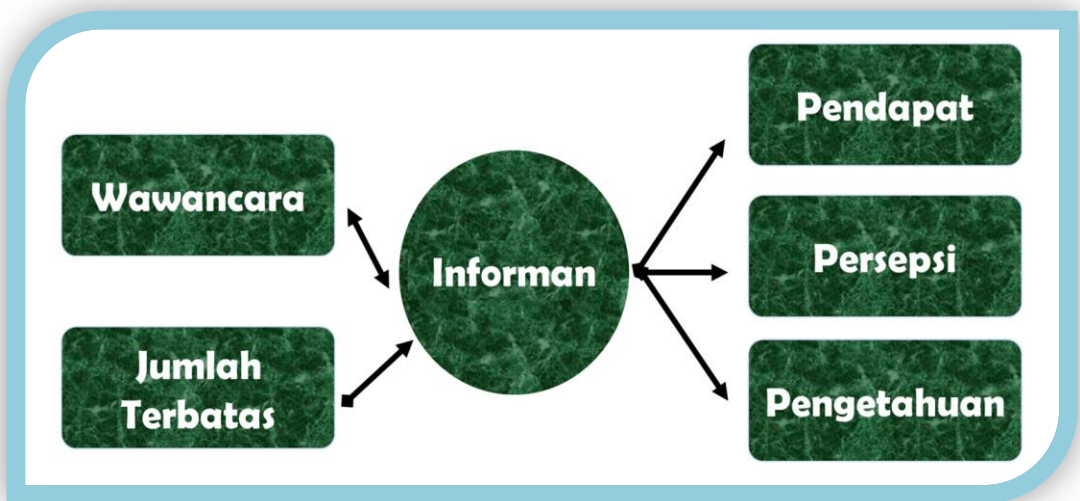 Wawancara
Jumlah
Terbatas
Informan
Pendapat
Persepsi
Pengetahuan